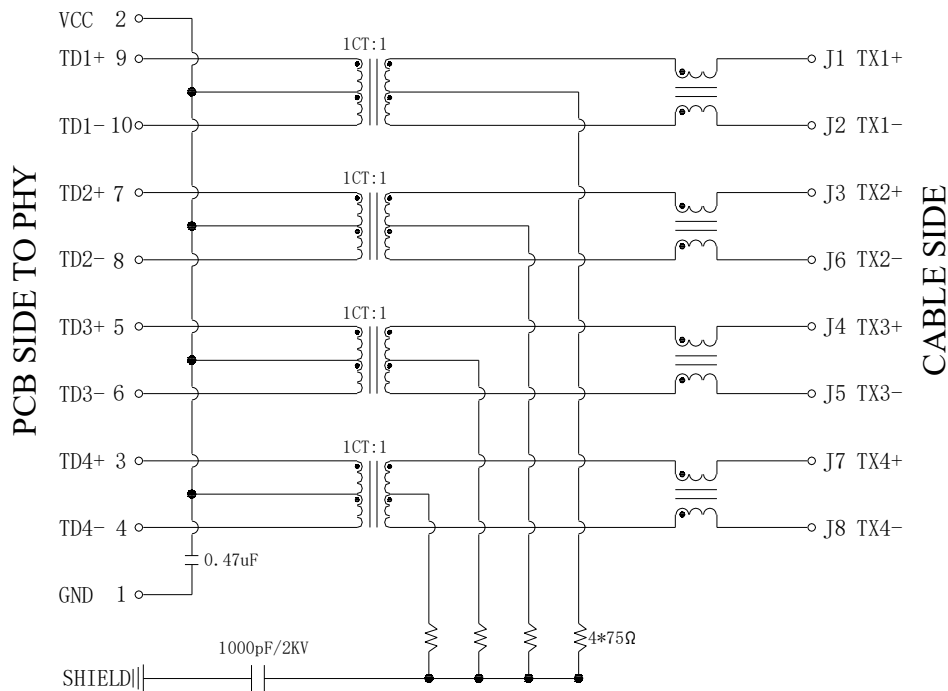 VCC 2
TD1+ 9
1CT:1
J1 TX1+
TD1- 10
J2 TX1-
TD2+ 7
1CT:1
J3 TX2+
TD2- 8
J6 TX2-
TD3+ 5
1CT:1
J4 TX3+
TD3- 6
J5 TX3-
TD4+ 3
1CT:1
J7 TX4+
TD4- 4
J8 TX4-
0.47uF
GND 1
4*75Ω
1000pF/2KV
SHIELD
PCB SIDE TO PHY
CABLE SIDE